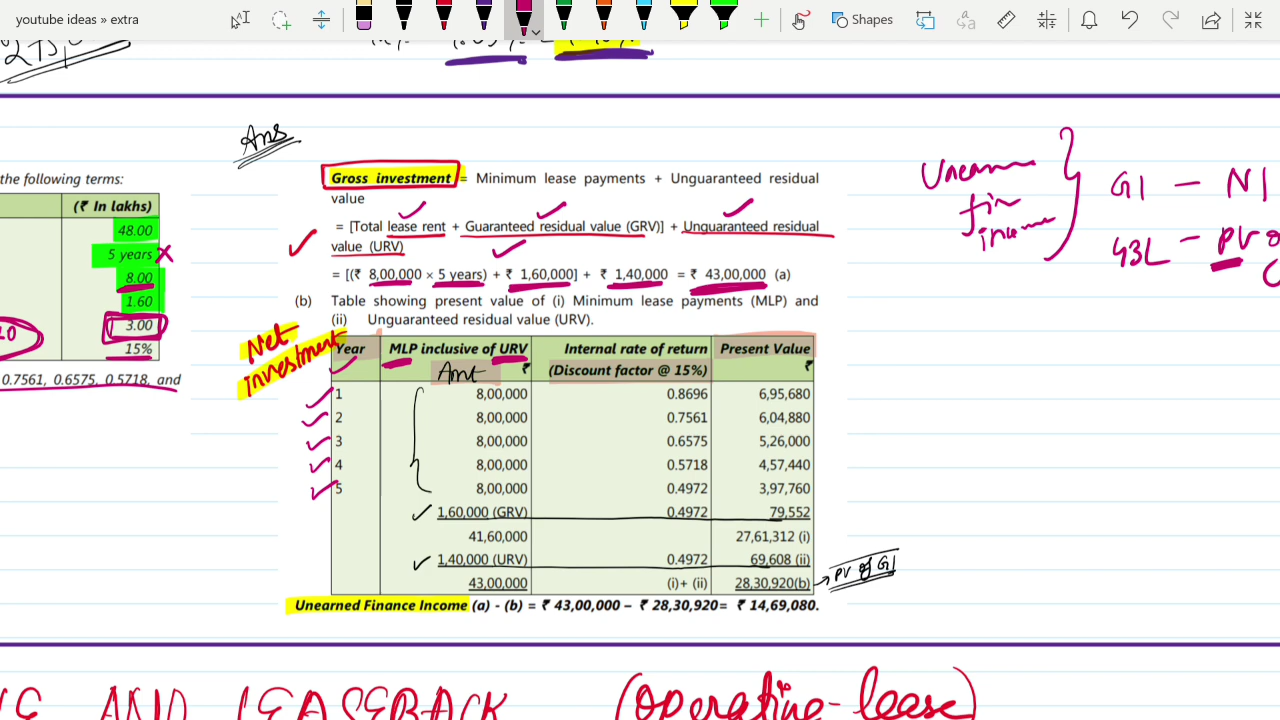 youtube ideas » extra
Shapes
Ans
the following terms:
(₹ In lakhs)
48.00
5 years
8.00
1.60
3.00
15%
0.7561, 0.6575, 0.5718, and
Gross investment = Minimum lease payments + Unguaranteed residual
value
= [Total lease rent + Guaranteed residual value (GRV)] + Unguaranteed residual
value (URV)
= [(₹ 8,00,000 × 5 years) + ₹ 1,60,000] + ₹ 1,40,000 = ₹ 43,00,000 (a)
(b) Table showing present value of (i) Minimum lease payments (MLP) and
(ii) Unguaranteed residual value (URV).
Net
investment
Year MLP inclusive of URV Internal rate of return Present Value
Amt ₹ (Discount factor @ 15%) ₹
1 8,00,000 0.8696 6,95,680
2 8,00,000 0.7561 6,04,880
3 8,00,000 0.6575 5,26,000
4 8,00,000 0.5718 4,57,440
5 8,00,000 0.4972 3,97,760
1,60,000 (GRV) 0.4972 79,552
41,60,000 27,61,312 (i)
1,40,000 (URV) 0.4972 69,608 (ii)
43,00,000 (i)+ (ii) 28,30,920(b)
PV of GI
Unearned Finance Income (a) - (b) = ₹ 43,00,000 – ₹ 28,30,920= ₹ 14,69,080.
fin
income
GI – NI
PV
AND LEASEBACK (operating lease)